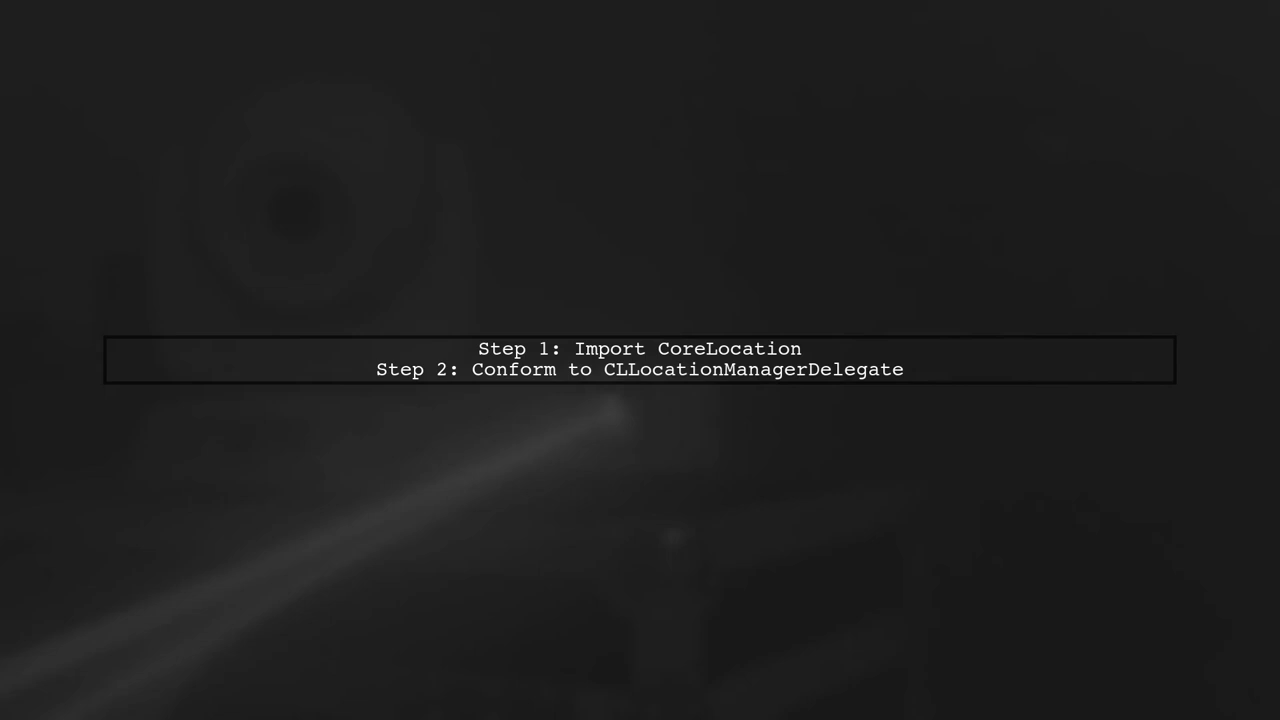 Step 1: Import CoreLocation
Step 2: Conform to CLLocationManagerDelegate